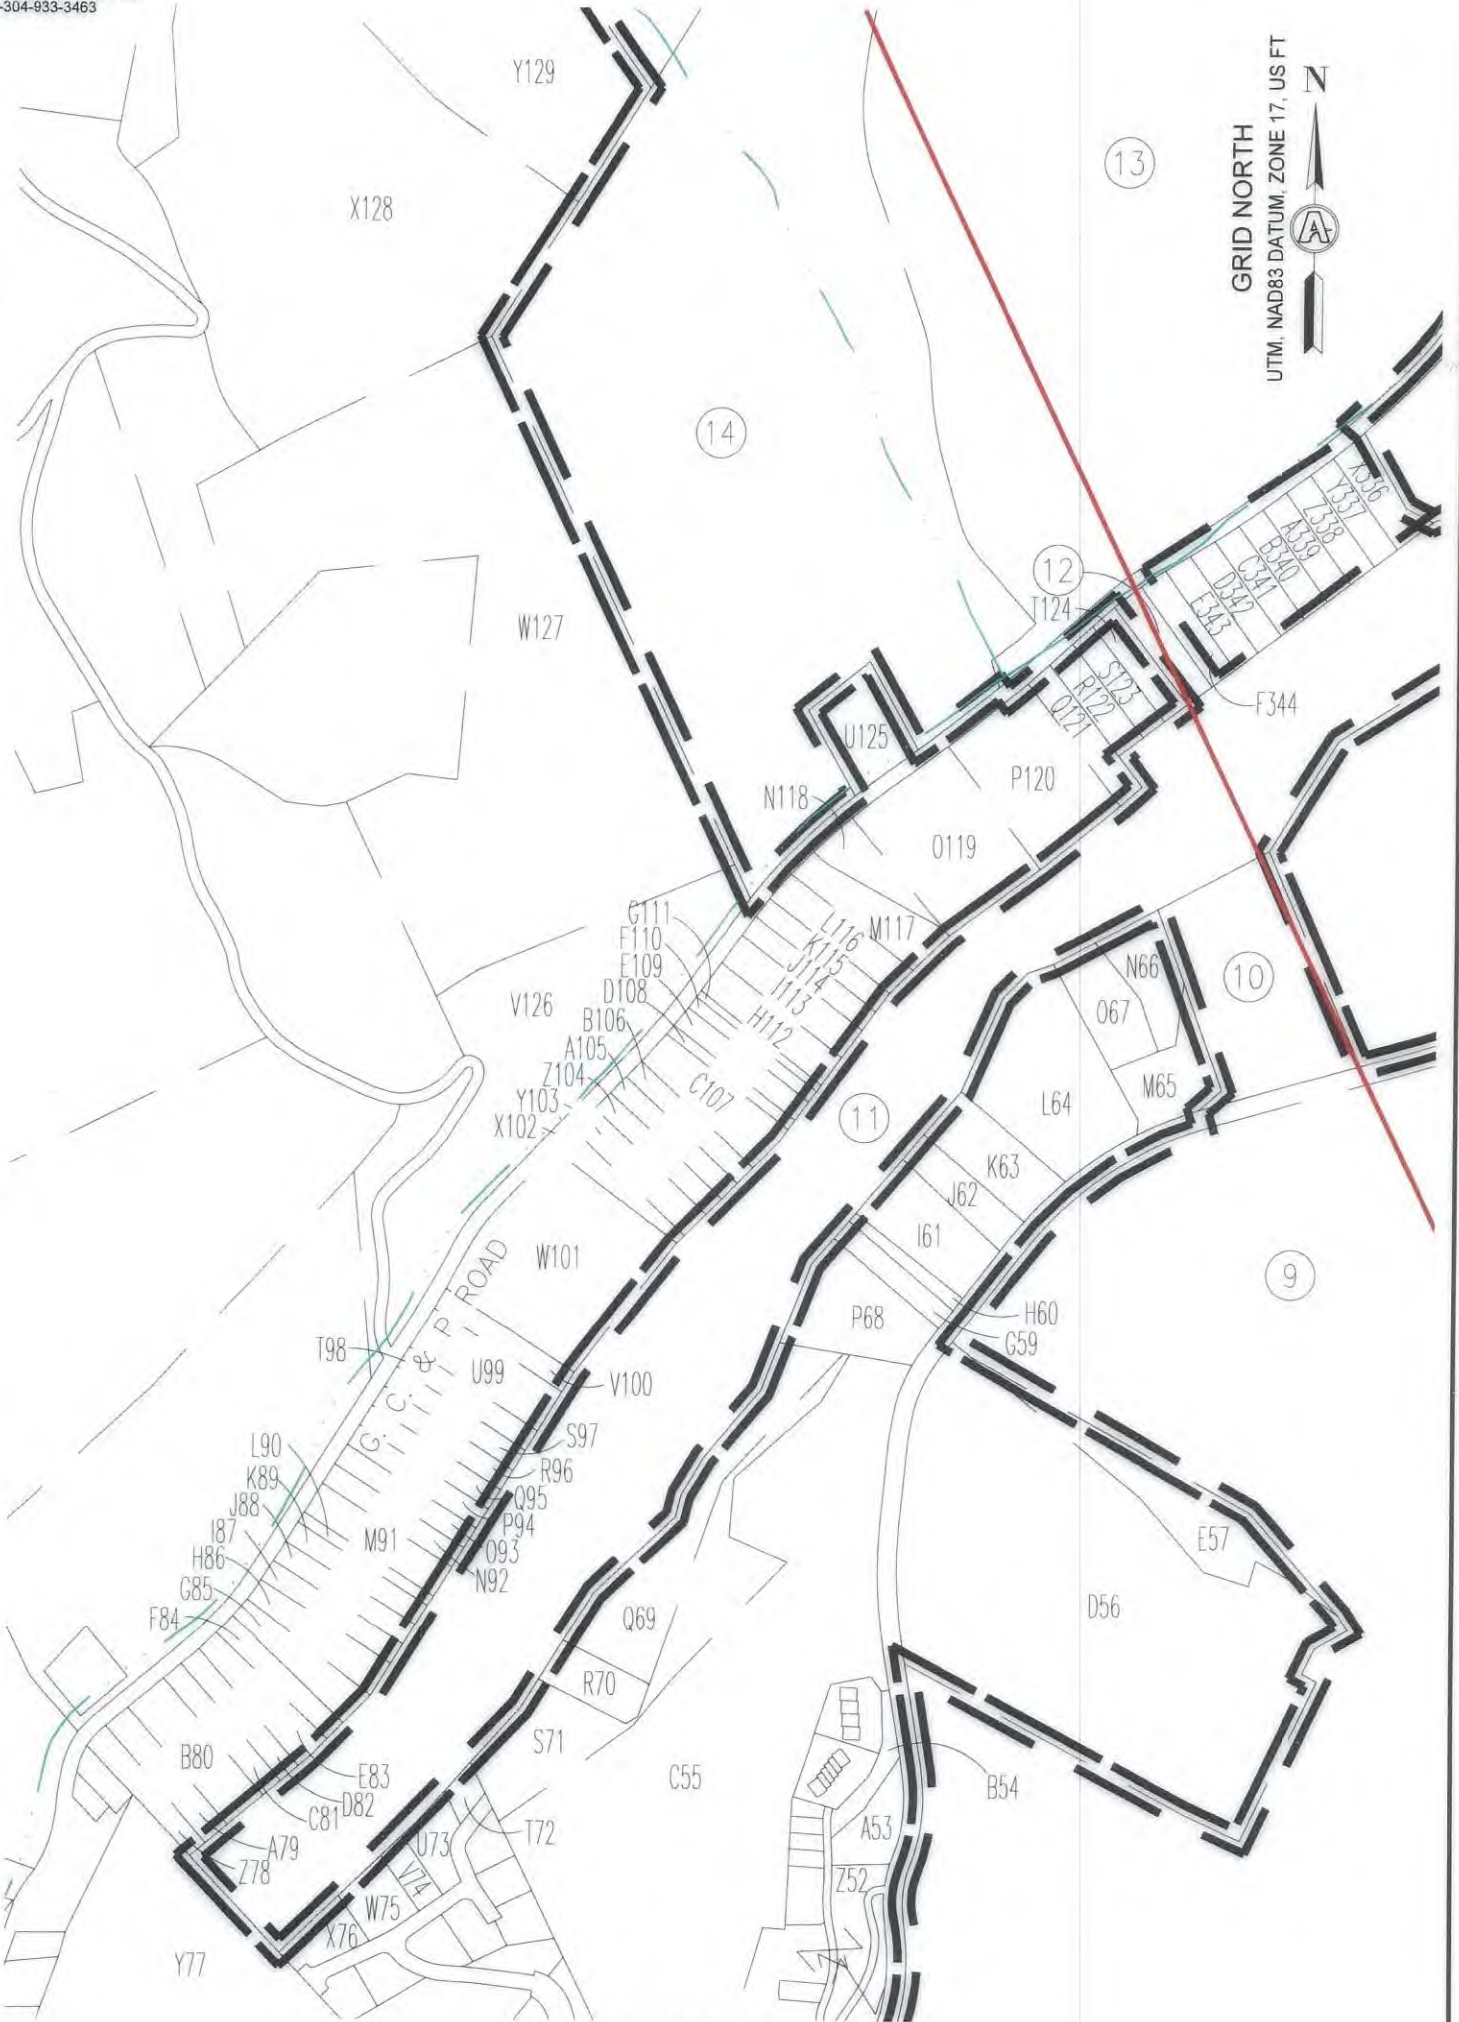 -304-933-3463
Y129
X128
13
N
GRID NORTH
UTM, NAD83 DATUM, ZONE 17, US FT
A
14
W127
12
T124
X336
Y337
Z338
A339
B340
C341
D342
E343
F344
S123
R122
Q121
U125
P120
N118
O119
M117
L116
K115
J114
I113
H112
G111
F110
E109
D108
V126
B106
A105
Z104
Y103
X102
C107
N66
O67
10
M65
L64
11
K63
J62
I61
W101
G. C. & P. ROAD
P68
H60
G59
9
T98
U99
V100
S97
R96
Q95
P94
O93
N92
L90
K89
J88
I87
H86
G85
F84
M91
E57
D56
Q69
R70
S71
C55
B54
B80
E83
D82
C81
A79
Z78
A53
Z52
T72
U73
V74
W75
X76
Y77